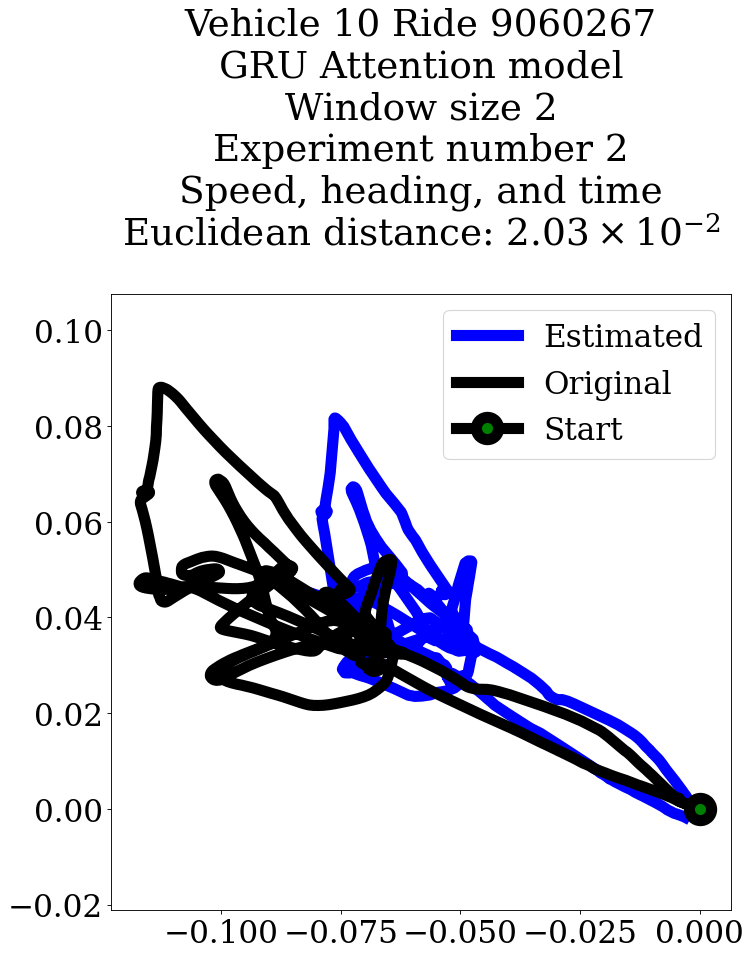 Vehicle 10 Ride 9060267
GRU Attention model
Window size 2
Experiment number 2
Speed, heading, and time
Euclidean distance: 2.03 × 10⁻²
Estimated
Original
Start
0.10
0.08
0.06
0.04
0.02
0.00
−0.02
−0.100 −0.075 −0.050 −0.025 0.000